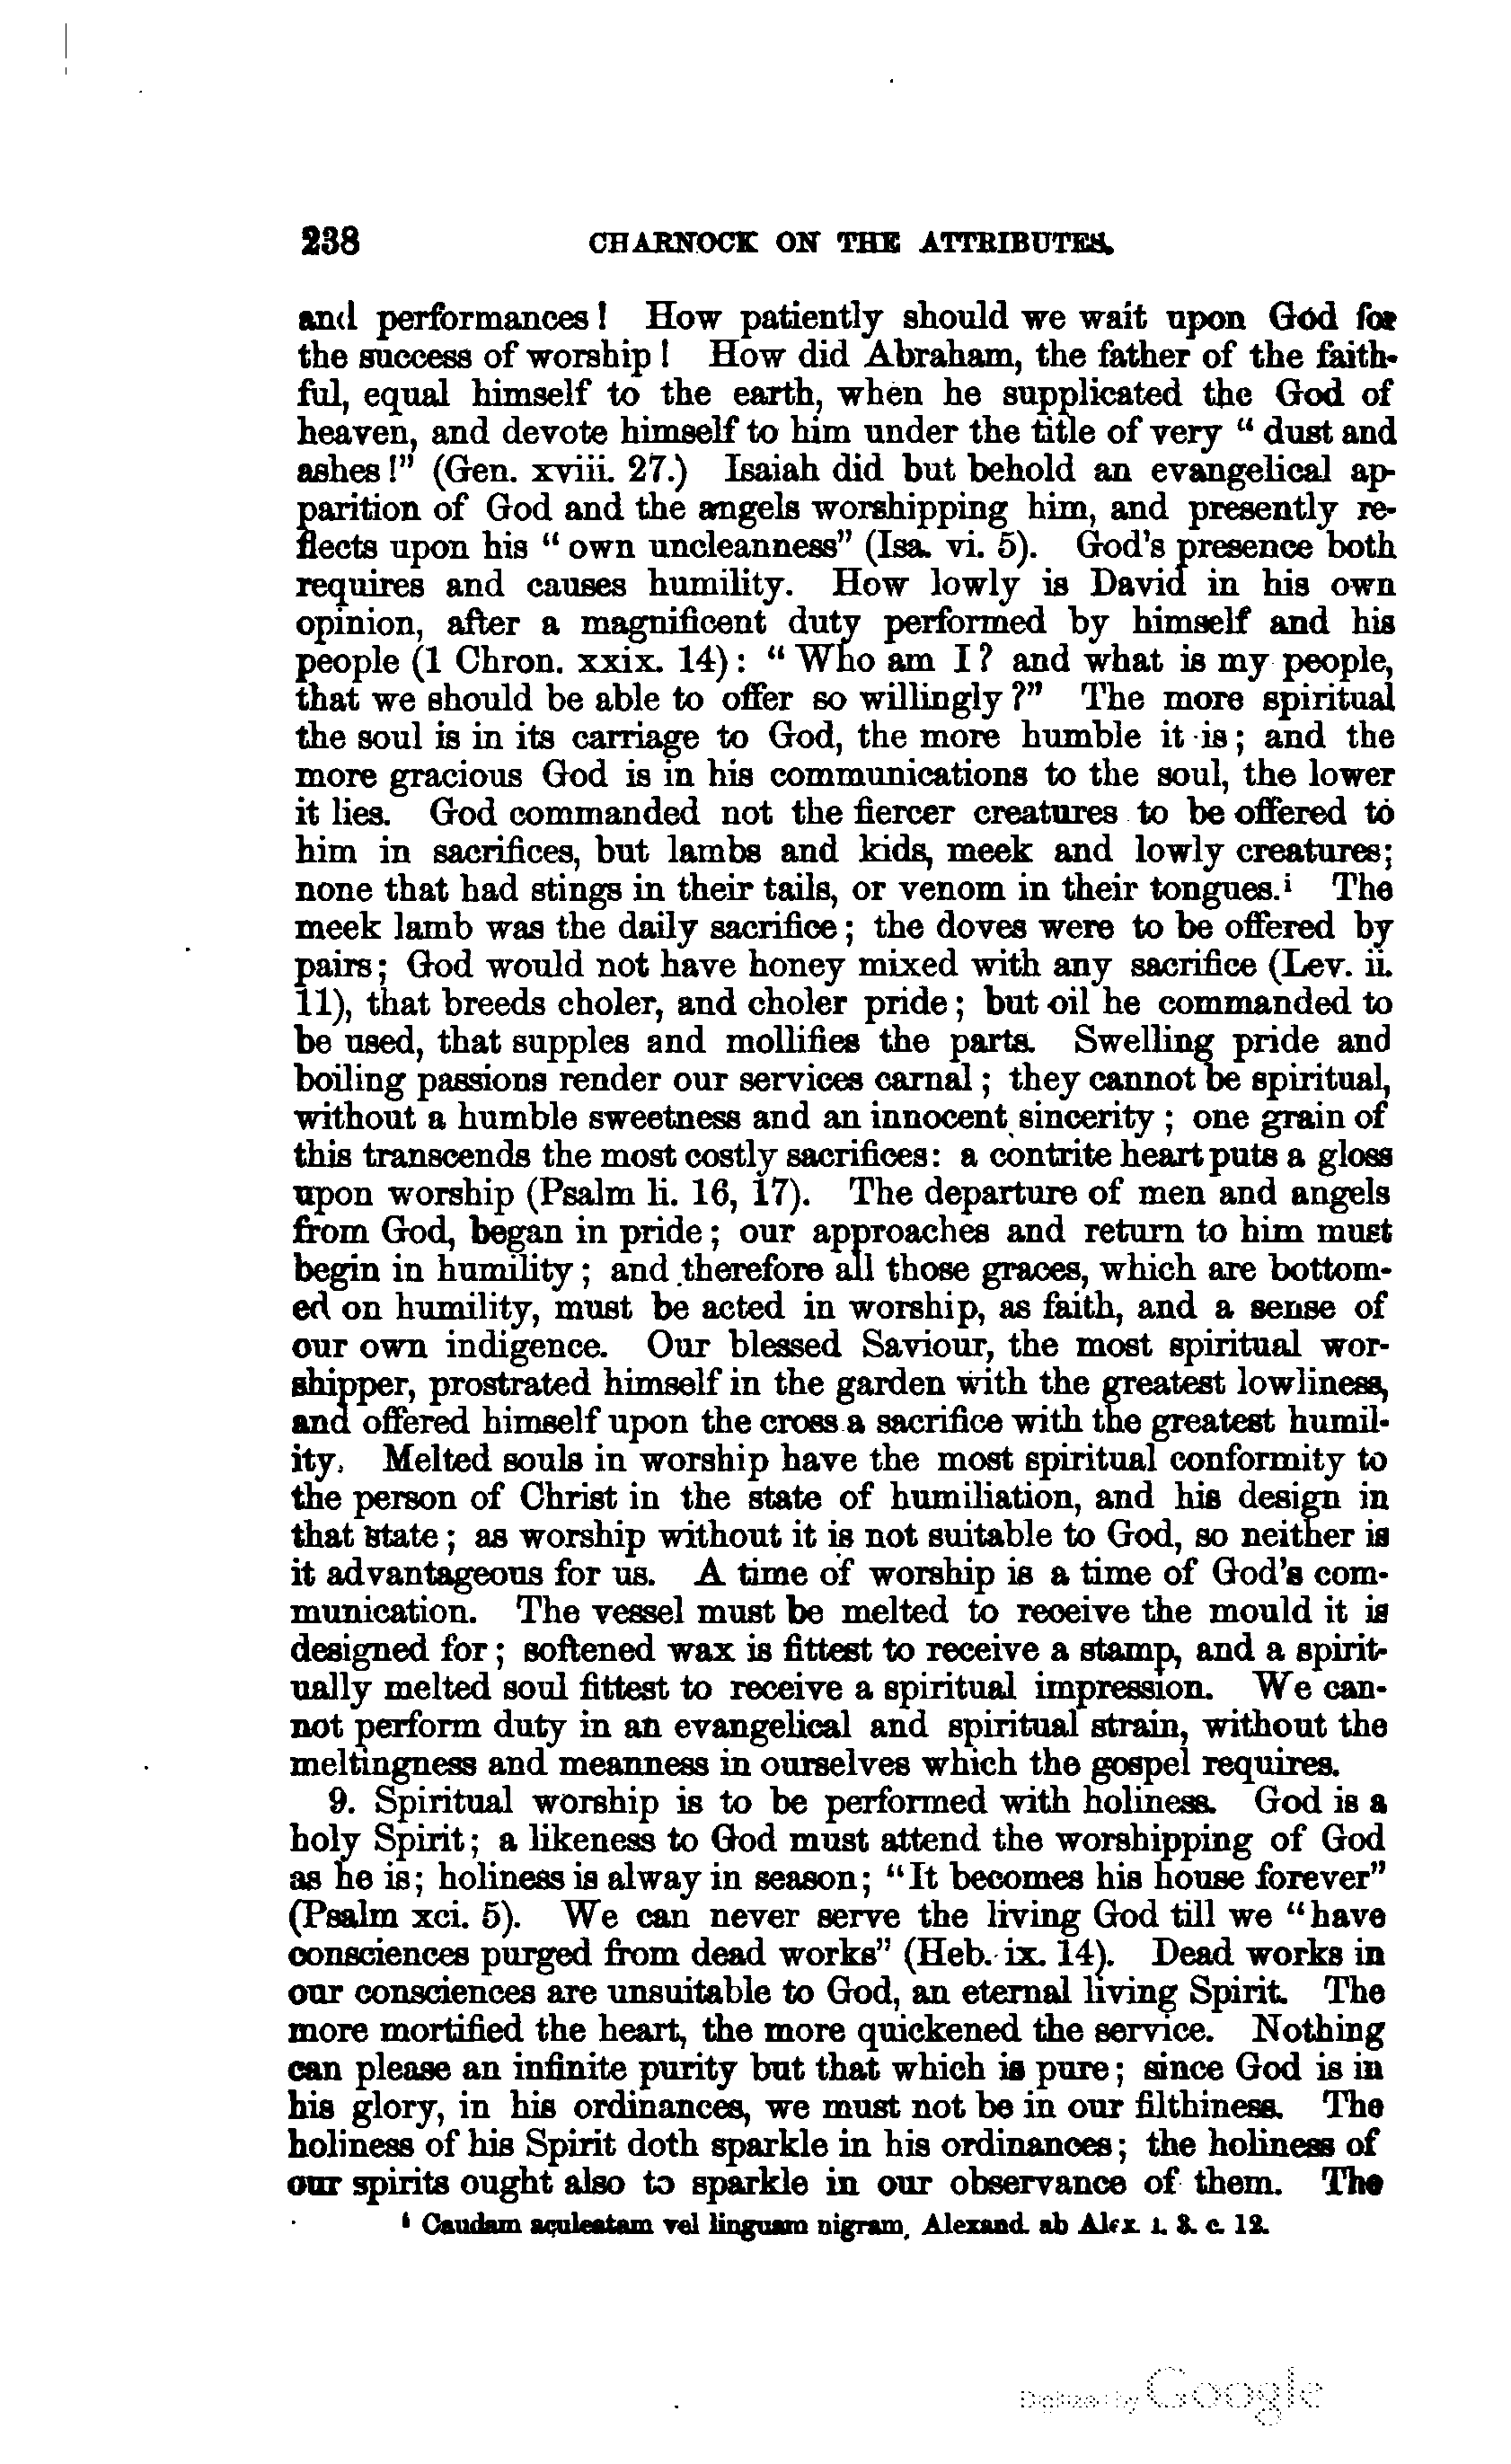 238 CHARNOCK ON THE ATTRIBUTES.
and performances! How patiently should we wait upon God for
the success of worship! How did Abraham, the father of the faith-
ful, equal himself to the earth, when he supplicated the God of
heaven, and devote himself to him under the title of very “dust and
ashes!” (Gen. xviii. 27.) Isaiah did but behold an evangelical ap-
parition of God and the angels worshipping him, and presently re-
flects upon his “own uncleanness” (Isa. vi. 5). God's presence both
requires and causes humility. How lowly is David in his own
opinion, after a magnificent duty performed by himself and his
people (1 Chron. xxix. 14): “Who am I? and what is my people,
that we should be able to offer so willingly?” The more spiritual
the soul is in its carriage to God, the more humble it is; and the
more gracious God is in his communications to the soul, the lower
it lies. God commanded not the fiercer creatures to be offered to
him in sacrifices, but lambs and kids, meek and lowly creatures;
none that had stings in their tails, or venom in their tongues.i The
meek lamb was the daily sacrifice; the doves were to be offered by
pairs; God would not have honey mixed with any sacrifice (Lev. ii.
11), that breeds choler, and choler pride; but oil he commanded to
be used, that supples and mollifies the parts. Swelling pride and
boiling passions render our services carnal; they cannot be spiritual,
without a humble sweetness and an innocent sincerity; one grain of
this transcends the most costly sacrifices: a contrite heart puts a gloss
upon worship (Psalm li. 16, 17). The departure of men and angels
from God, began in pride; our approaches and return to him must
begin in humility; and therefore all those graces, which are bottom-
ed on humility, must be acted in worship, as faith, and a sense of
our own indigence. Our blessed Saviour, the most spiritual wor-
shipper, prostrated himself in the garden with the greatest lowliness,
and offered himself upon the cross a sacrifice with the greatest humil-
ity. Melted souls in worship have the most spiritual conformity to
the person of Christ in the state of humiliation, and his design in
that state; as worship without it is not suitable to God, so neither is
it advantageous for us. A time of worship is a time of God's com-
munication. The vessel must be melted to receive the mould it is
designed for; softened wax is fittest to receive a stamp, and a spirit-
ually melted soul fittest to receive a spiritual impression. We can-
not perform duty in an evangelical and spiritual strain, without the
meltingness and meanness in ourselves which the gospel requires.
9. Spiritual worship is to be performed with holiness. God is a
holy Spirit; a likeness to God must attend the worshipping of God
as he is; holiness is alway in season; “It becomes his house forever”
(Psalm xci. 5). We can never serve the living God till we “have
consciences purged from dead works” (Heb. ix. 14). Dead works in
our consciences are unsuitable to God, an eternal living Spirit. The
more mortified the heart, the more quickened the service. Nothing
can please an infinite purity but that which is pure; since God is in
his glory, in his ordinances, we must not be in our filthiness. The
holiness of his Spirit doth sparkle in his ordinances; the holiness of
our spirits ought also to sparkle in our observance of them. The
i Caudam aculeatam vel linguam nigram, Alexand. ab Alex. l. 3. c. 12.
Digitized by Google